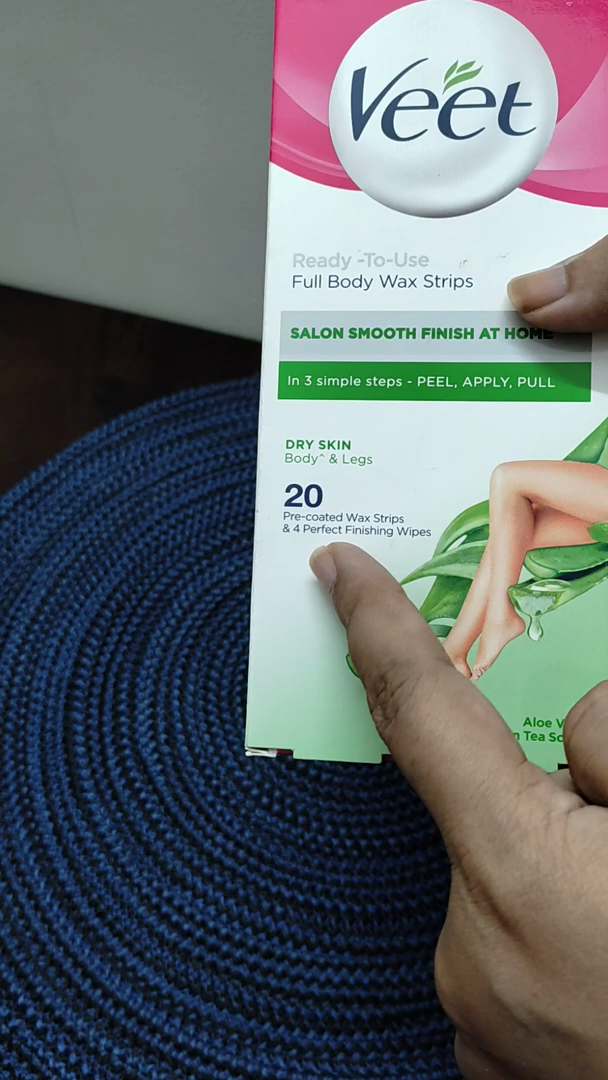 Veet
Ready -To-Use
Full Body Wax Strips
SALON SMOOTH FINISH AT HOME
In 3 simple steps - PEEL, APPLY, PULL
DRY SKIN
Body^ & Legs
20
Pre-coated Wax Strips
& 4 Perfect Finishing Wipes
Aloe
Tea